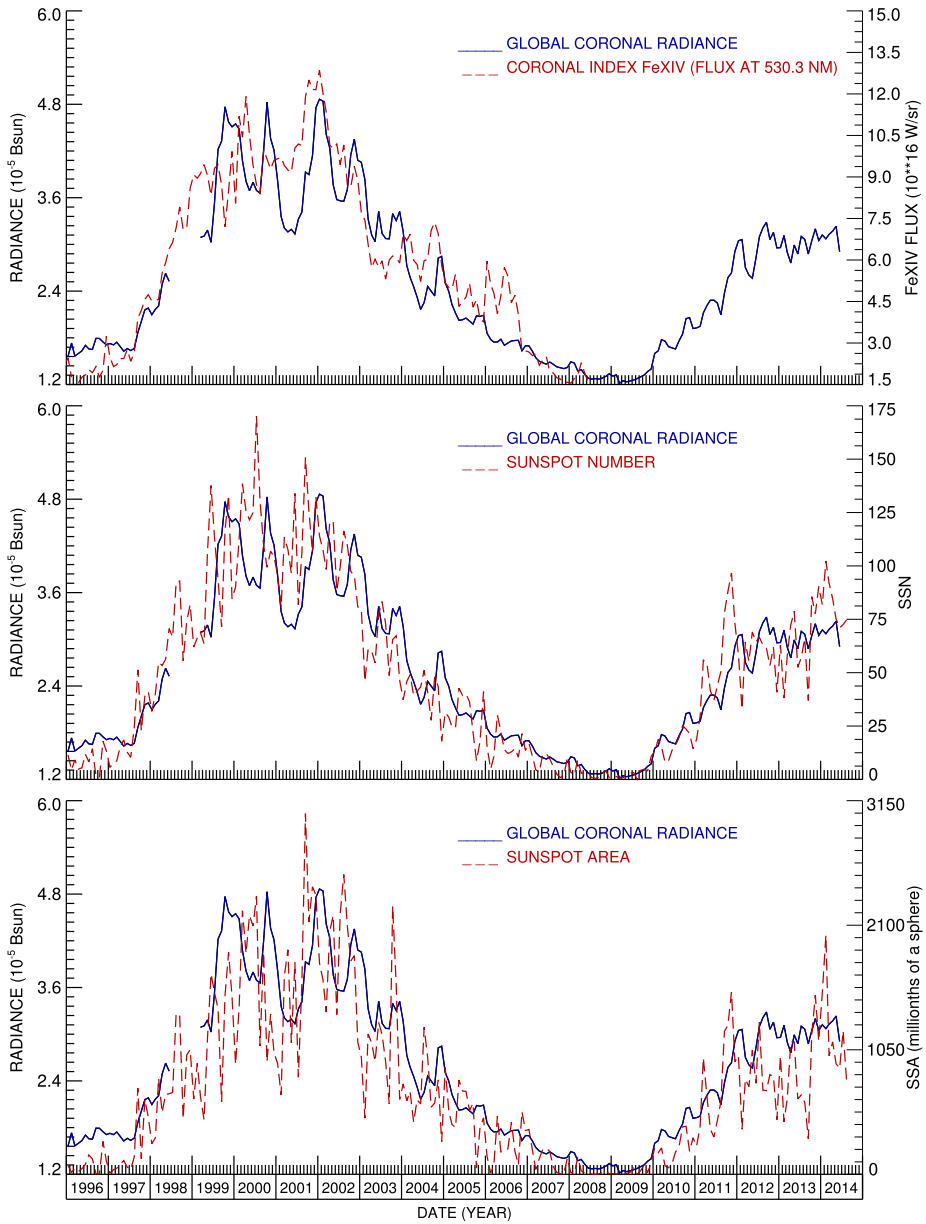 6.0
4.8
3.6
2.4
1.2
RADIANCE (10-5 Bsun)
GLOBAL CORONAL RADIANCE
CORONAL INDEX FeXIV (FLUX AT 530.3 NM)
15.0
13.5
12.0
10.5
9.0
7.5
6.0
4.5
3.0
1.5
FeXIV FLUX (10**16 W/sr)
6.0
4.8
3.6
2.4
1.2
RADIANCE (10-5 Bsun)
GLOBAL CORONAL RADIANCE
SUNSPOT NUMBER
175
150
125
100
75
50
25
0
SSN
6.0
4.8
3.6
2.4
1.2
RADIANCE (10-5 Bsun)
GLOBAL CORONAL RADIANCE
SUNSPOT AREA
3150
2100
1050
0
SSA (millionths of a sphere)
1996 1997 1998 1999 2000 2001 2002 2003 2004 2005 2006 2007 2008 2009 2010 2011 2012 2013 2014
DATE (YEAR)